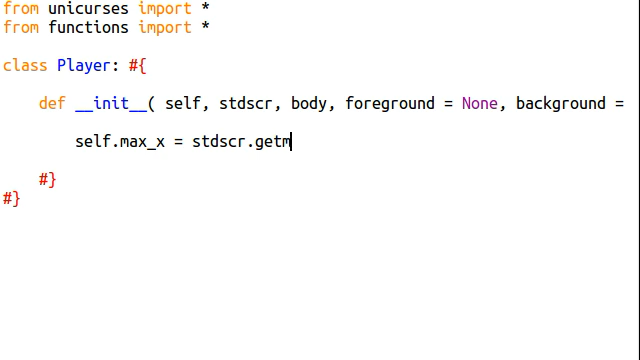 from unicurses import *
from functions import *
class Player: #{
def __init__( self, stdscr, body, foreground = None, background =
self.max_x = stdscr.getm
#}
#}